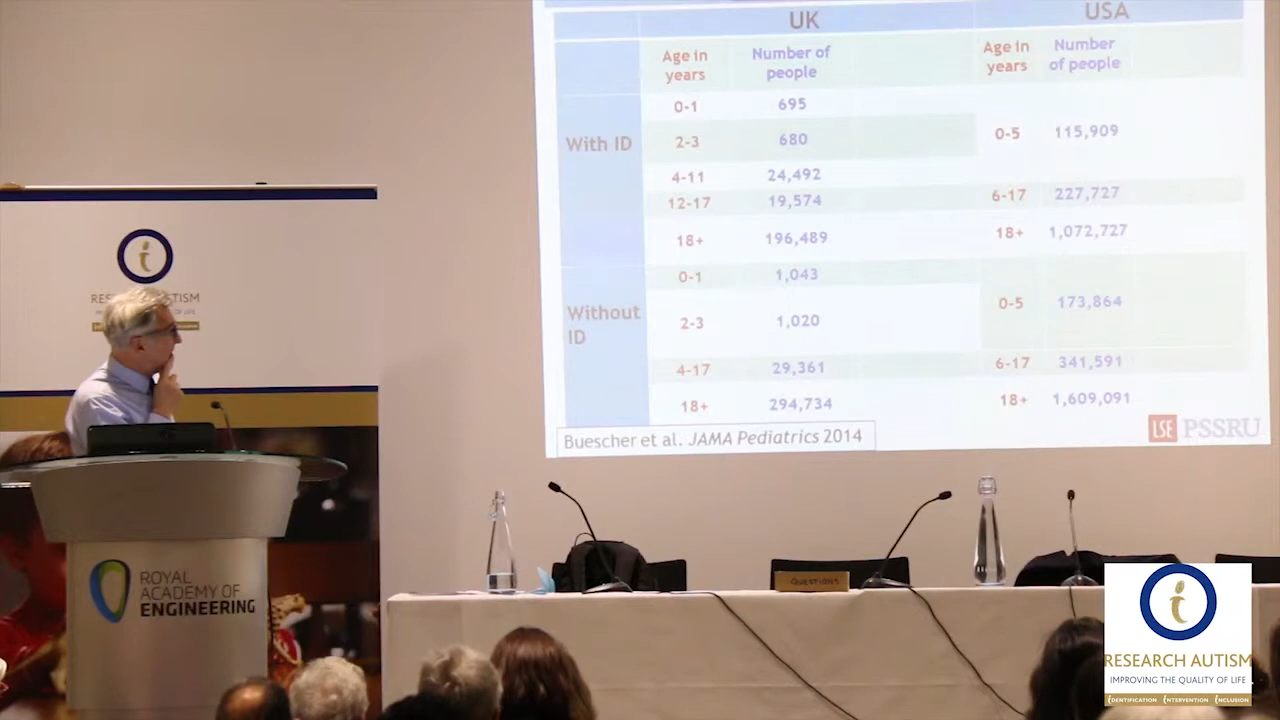 UK
USA
Age in
years
Number of
people
Age in
years
Number
of people
With ID
0-1
695
2-3
680
4-11
24,492
12-17
19,574
18+
196,489
0-5
115,909
6-17
227,727
18+
1,072,727
Without
ID
0-1
1,043
2-3
1,020
4-17
29,361
18+
294,734
0-5
173,864
6-17
341,591
18+
1,609,091
Buescher et al. JAMA Pediatrics 2014
LSE PSSRU
ROYAL
ACADEMY OF
ENGINEERING
QUESTIONS
RESEARCH AUTISM
IMPROVING THE QUALITY OF LIFE
iDENTIFICATION iNTERVENTION iNCLUSION